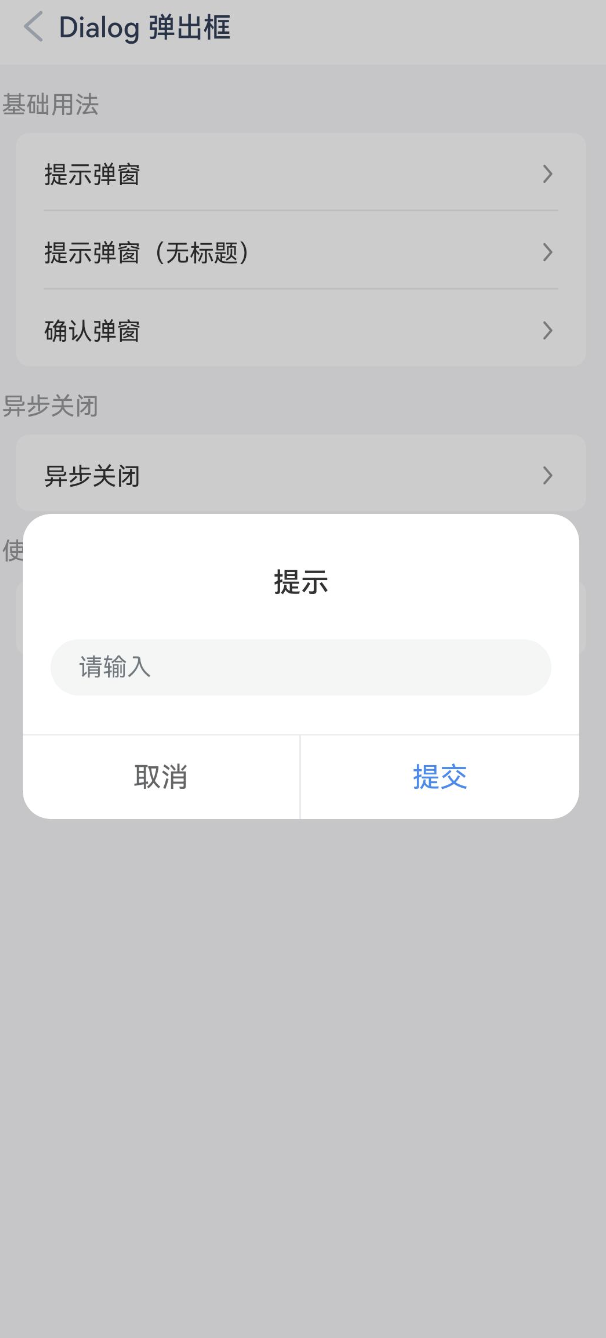 Dialog 弹出框
基础用法
提示弹窗
提示弹窗（无标题）
确认弹窗
异步关闭
异步关闭
使
提示
请输入
取消
提交